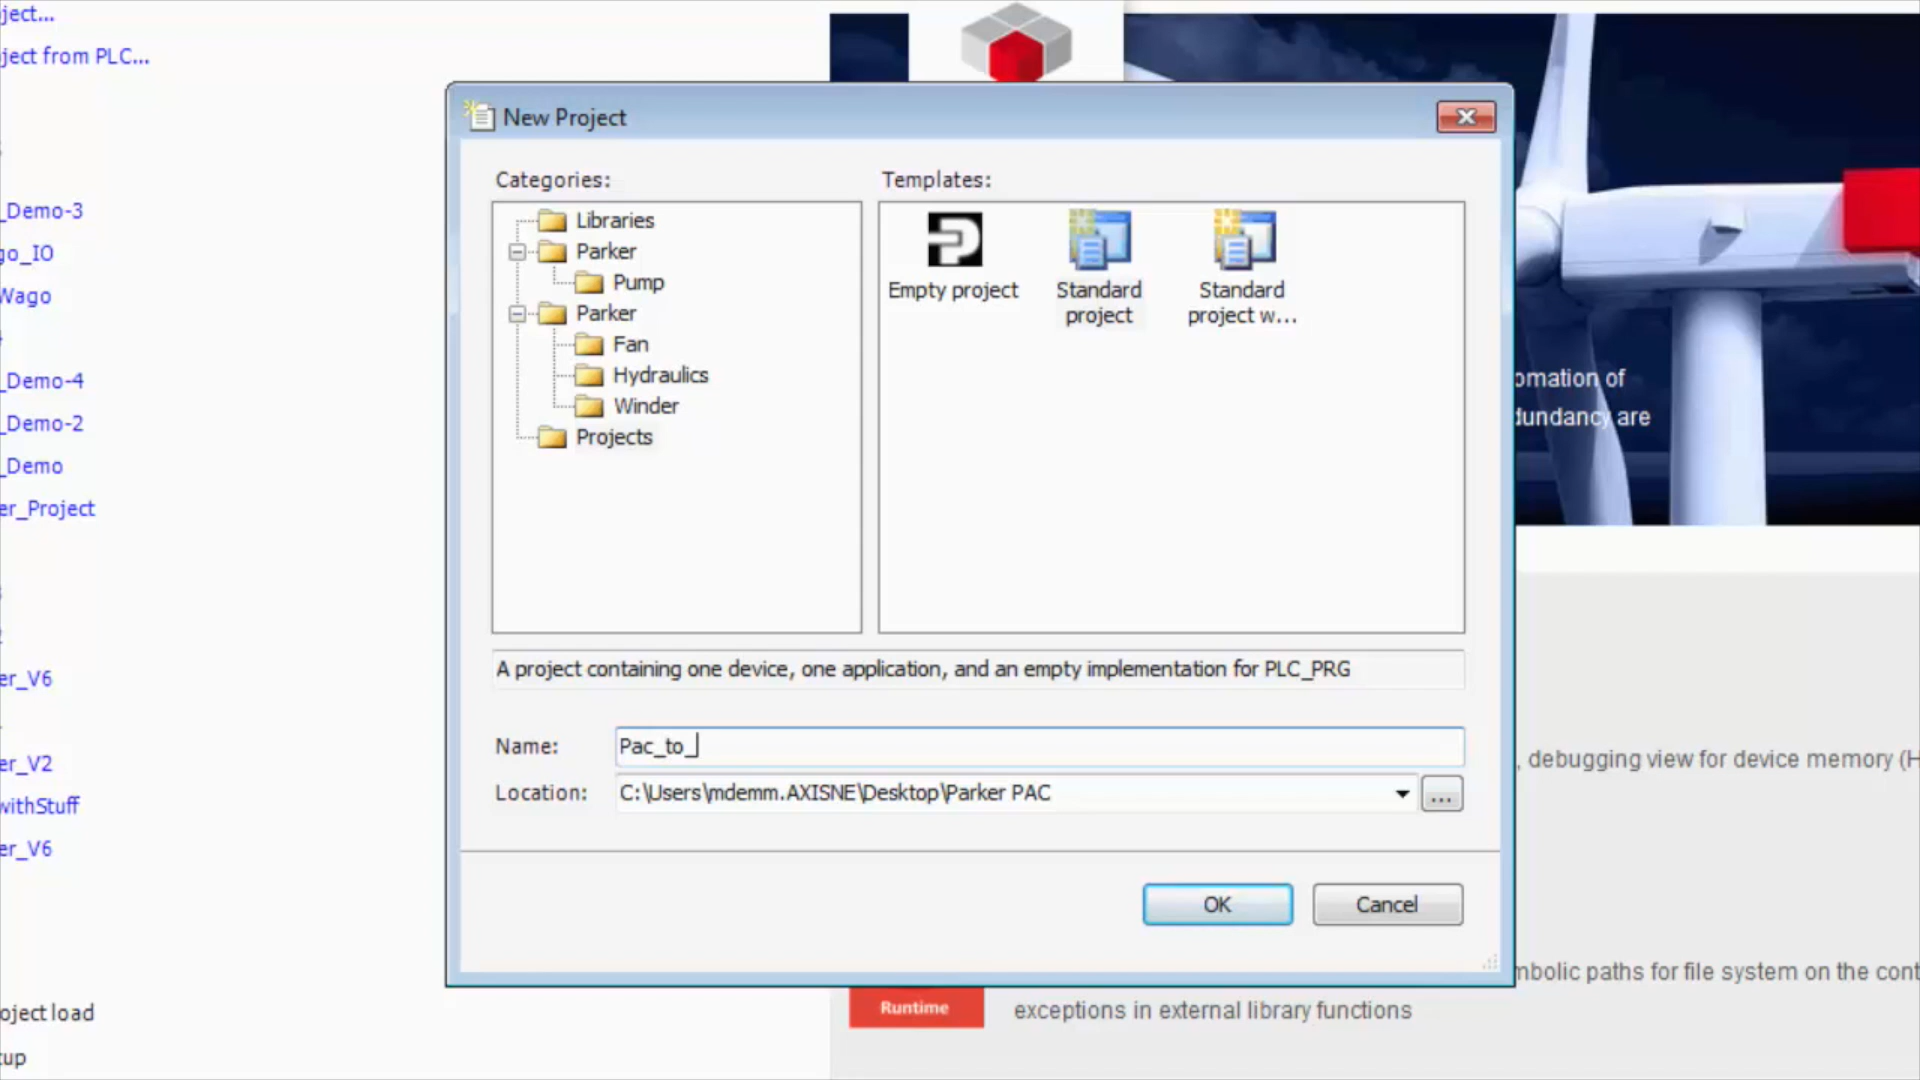 ject...
ject from PLC...
_Demo-3
go_IO
Wago
_Demo-4
_Demo-2
_Demo
er_Project
er_V6
er_V2
withStuff
er_V6
oject load
tup
New Project
Categories:
Libraries
Parker
Pump
Parker
Fan
Hydraulics
Winder
Projects
Templates:
Empty project
Standard
project
Standard
project w...
A project containing one device, one application, and an empty implementation for PLC_PRG
Name: Pac_to_
Location: C:\Users\mdemm.AXISNE\Desktop\Parker PAC
...
OK
Cancel
omation of
dundancy are
, debugging view for device memory (H
mbolic paths for file system on the cont
Runtime
exceptions in external library functions